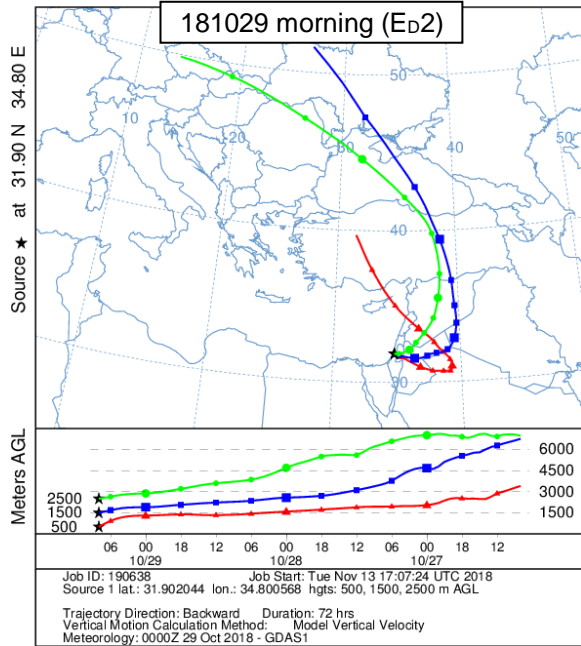 181029 morning (ED2)
Source ★ at 31.90 N 34.80 E
10
20
30
40
50
50
40
30
Meters AGL
6000
4500
3000
1500
2500
1500
500
06 00 18 12 06 00 18 12 06 00 18 12
10/29 10/28 10/27
Job ID: 190638 Job Start: Tue Nov 13 17:07:24 UTC 2018
Source 1 lat.: 31.902044 lon.: 34.800568 hgts: 500, 1500, 2500 m AGL
Trajectory Direction: Backward Duration: 72 hrs
Vertical Motion Calculation Method: Model Vertical Velocity
Meteorology: 0000Z 29 Oct 2018 - GDAS1